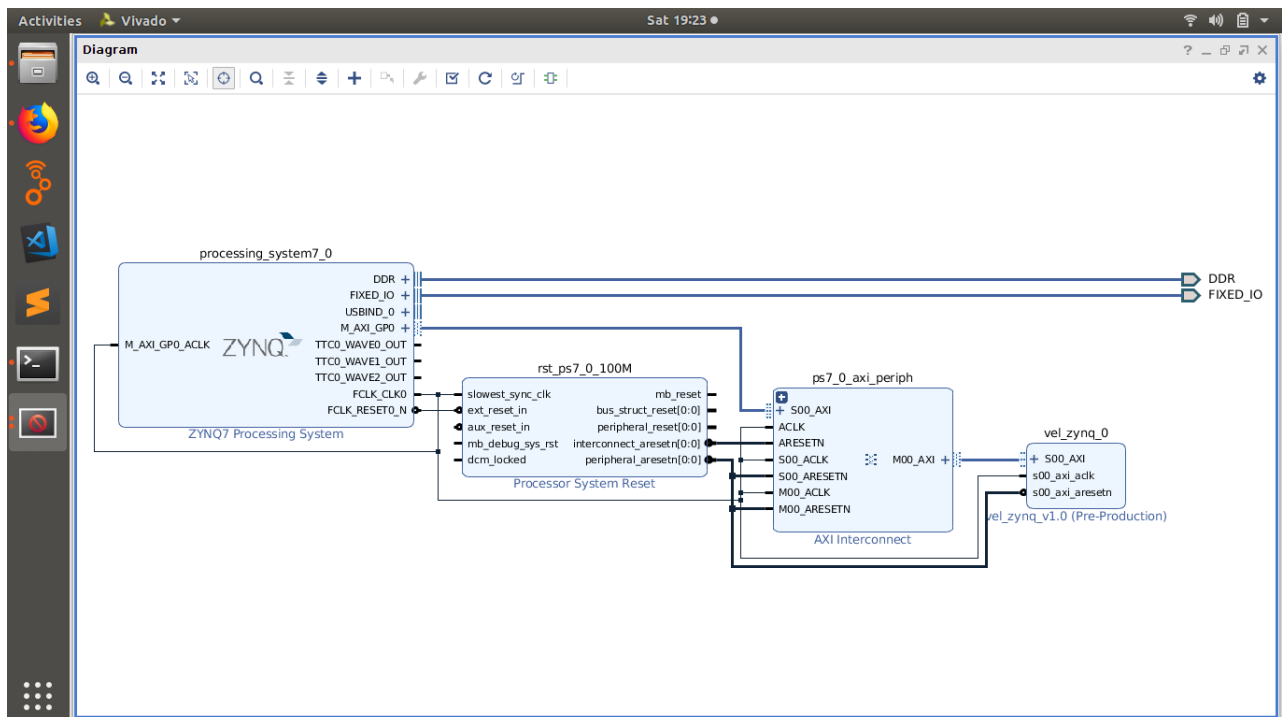 Activities Vivado Sat 19:23
Diagram
processing_system7_0
DDR
FIXED_IO
USBIND_0
M_AXI_GP0
M_AXI_GP0_ACLK
ZYNQ
TTC0_WAVE0_OUT
TTC0_WAVE1_OUT
TTC0_WAVE2_OUT
FCLK_CLK0
FCLK_RESET0_N
ZYNQ7 Processing System
rst_ps7_0_100M
slowest_sync_clk
ext_reset_in
aux_reset_in
mb_debug_sys_rst
dcm_locked
mb_reset
bus_struct_reset[0:0]
peripheral_reset[0:0]
interconnect_aresetn[0:0]
peripheral_aresetn[0:0]
Processor System Reset
ps7_0_axi_periph
S00_AXI
ACLK
ARESETN
S00_ACLK
S00_ARESETN
M00_ACLK
M00_ARESETN
M00_AXI
AXI Interconnect
vel_zynq_0
S00_AXI
s00_axi_aclk
s00_axi_aresetn
vel_zynq_v1.0 (Pre-Production)
DDR
FIXED_IO